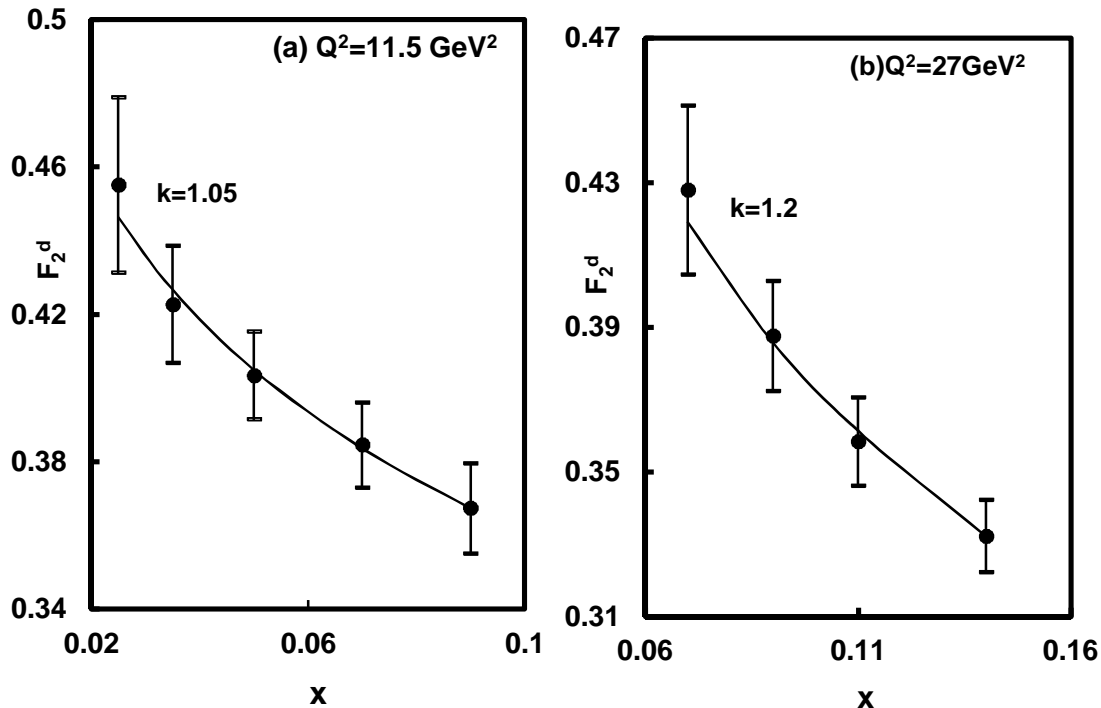 (a) Q²=11.5 GeV²
0.5
0.46
0.42
0.38
0.34
F₂ᵈ
k=1.05
0.02
0.06
0.1
x
(b)Q²=27GeV²
0.47
0.43
0.39
0.35
0.31
F₂ᵈ
k=1.2
0.06
0.11
0.16
x